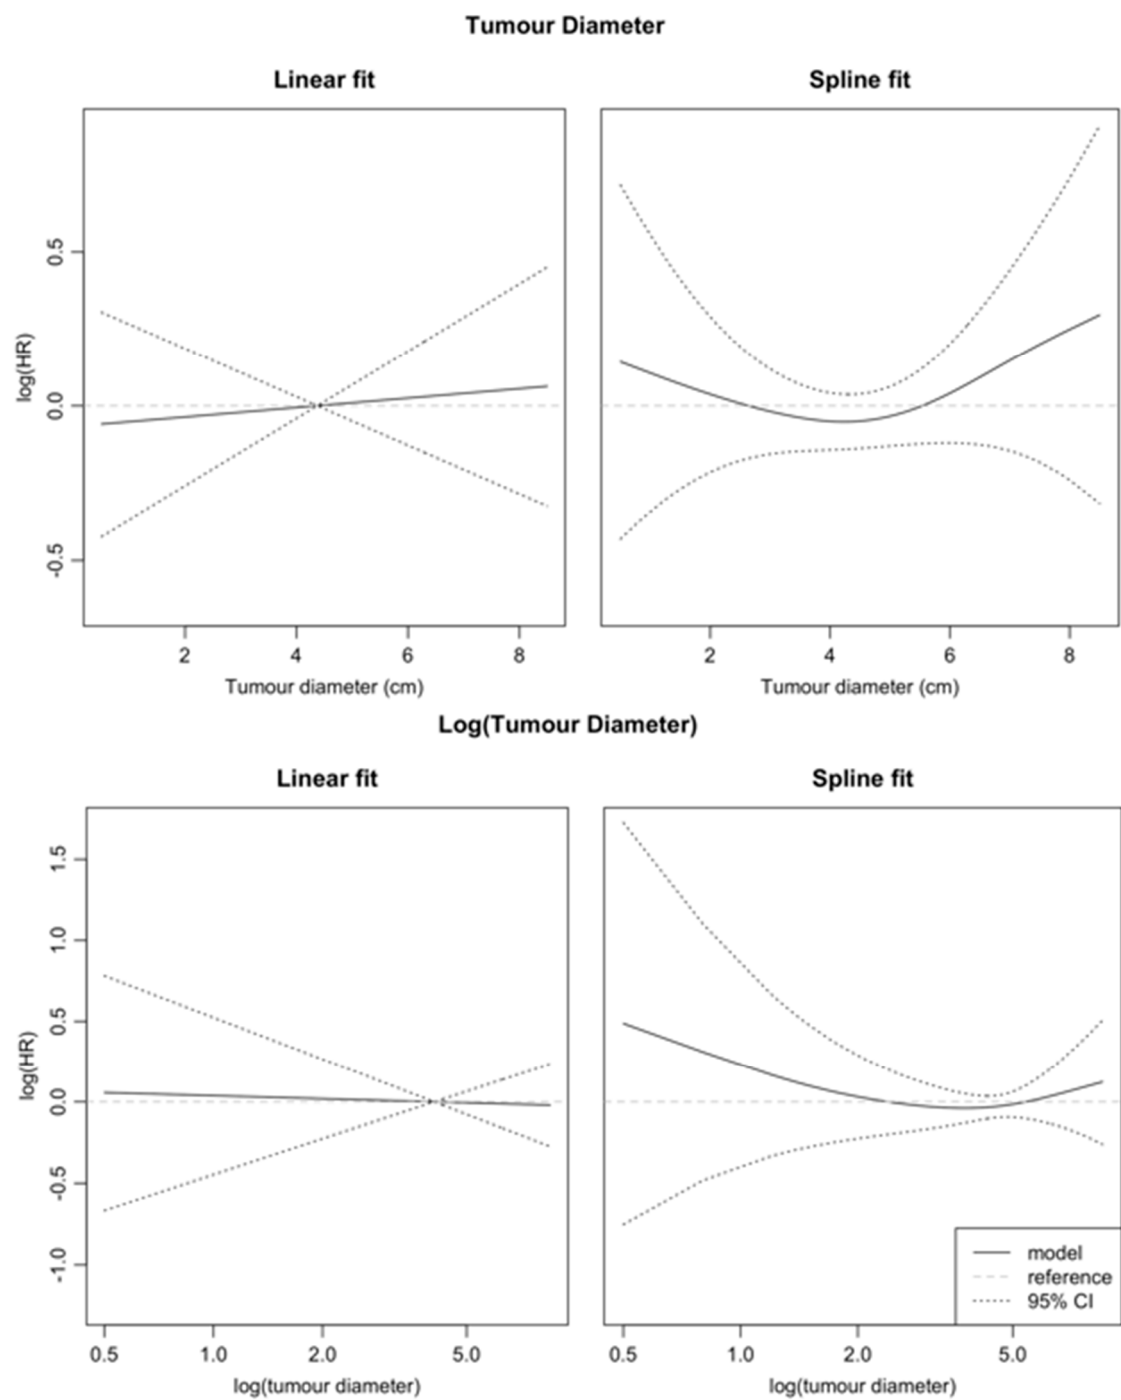 Tumour Diameter
Linear fit
Spline fit
log(HR)
0.5
0.0
-0.5
2 4 6 8
2 4 6 8
Tumour diameter (cm)
Tumour diameter (cm)
Log(Tumour Diameter)
Linear fit
Spline fit
log(HR)
1.5
1.0
0.5
0.0
-0.5
-1.0
model
reference
95% CI
0.5 1.0 2.0 5.0
0.5 1.0 2.0 5.0
log(tumour diameter)
log(tumour diameter)